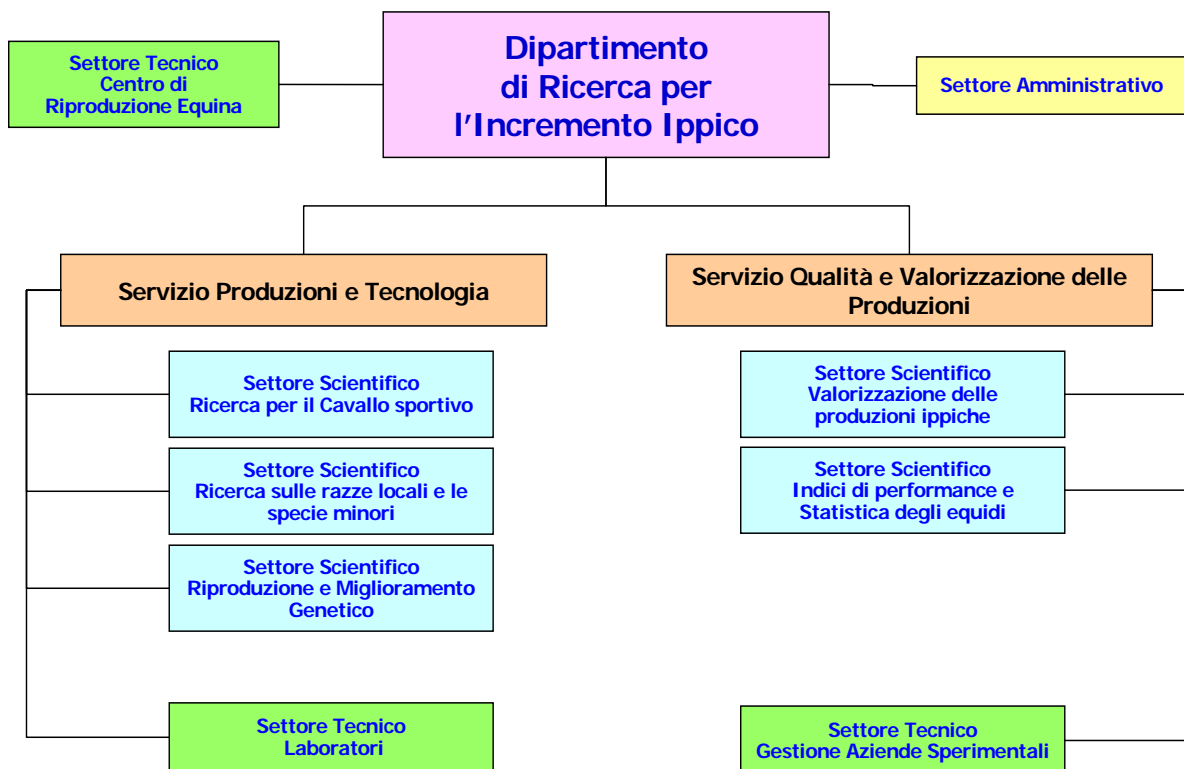 Dipartimento
di Ricerca per
l'Incremento Ippico
Settore Tecnico
Centro di
Riproduzione Equina
Settore Amministrativo
Servizio Produzioni e Tecnologia
Servizio Qualità e Valorizzazione delle
Produzioni
Settore Scientifico
Ricerca per il Cavallo sportivo
Settore Scientifico
Valorizzazione delle
produzioni ippiche
Settore Scientifico
Ricerca sulle razze locali e le
specie minori
Settore Scientifico
Indici di performance e
Statistica degli equidi
Settore Scientifico
Riproduzione e Miglioramento
Genetico
Settore Tecnico
Laboratori
Settore Tecnico
Gestione Aziende Sperimentali